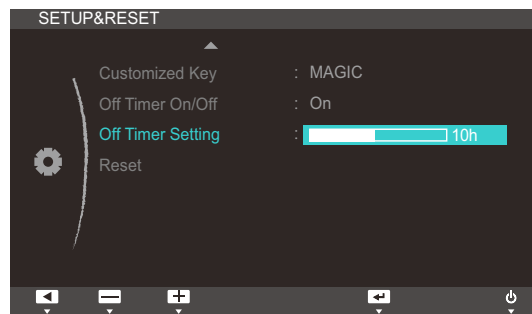 SETUP&RESET
Customized Key : MAGIC
Off Timer On/Off : On
Off Timer Setting : 10h
Reset